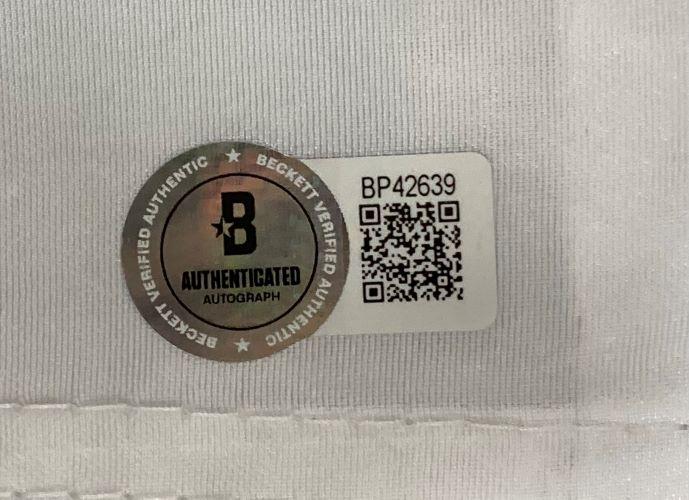 BECKETT VERIFIED AUTHENTIC
BECKETT VERIFIED AUTHENTIC
B
AUTHENTICATED
AUTOGRAPH
BP42639